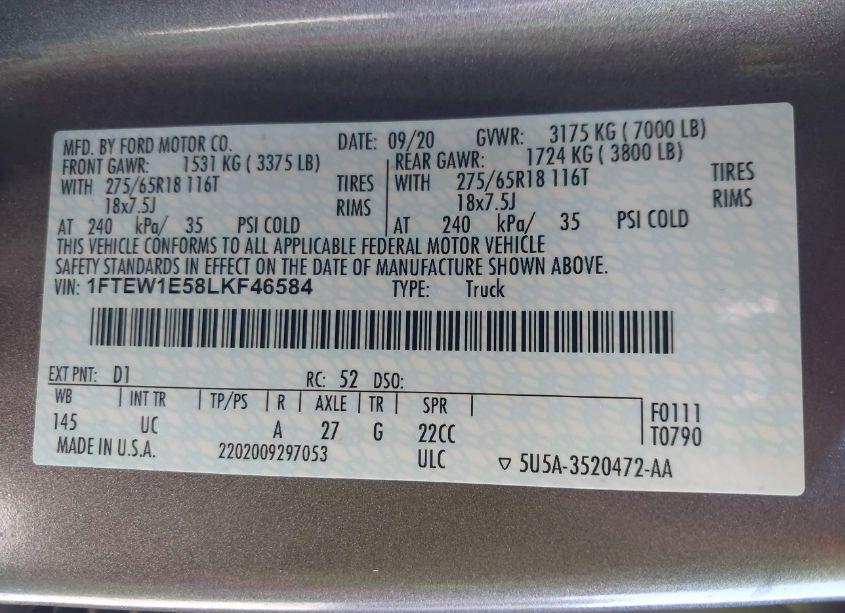 MFD. BY FORD MOTOR CO. DATE: 09/20 GVWR: 3175 KG ( 7000 LB)
FRONT GAWR: 1531 KG ( 3375 LB) REAR GAWR: 1724 KG ( 3800 LB)
WITH 275/65R18 116T TIRES WITH 275/65R18 116T TIRES
18x7.5J RIMS 18x7.5J RIMS
AT 240 kPa/ 35 PSI COLD AT 240 kPa/ 35 PSI COLD
THIS VEHICLE CONFORMS TO ALL APPLICABLE FEDERAL MOTOR VEHICLE
SAFETY STANDARDS IN EFFECT ON THE DATE OF MANUFACTURE SHOWN ABOVE.
VIN: 1FTEW1E58LKF46584 TYPE: Truck
EXT PNT: D1 RC: 52 DSO:
WB INT TR TP/PS R AXLE TR SPR F0111
145 UC A 27 G 22CC T0790
MADE IN U.S.A. 2202009297053 ULC ▽ 5U5A-3520472-AA